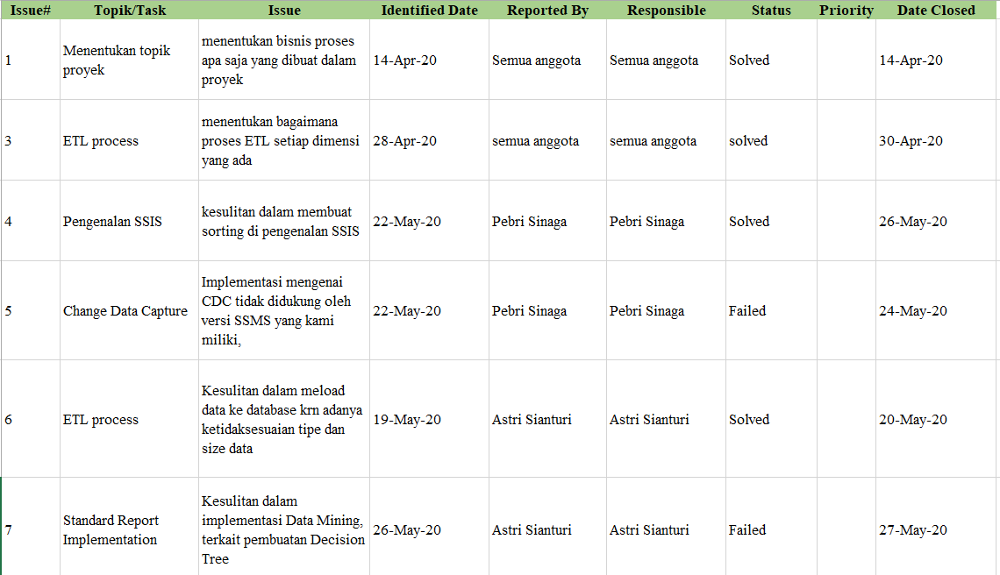 Issue# Topik/Task Issue Identified Date Reported By Responsible Status Priority Date Closed
1 Menentukan topik proyek menentukan bisnis proses apa saja yang dibuat dalam proyek 14-Apr-20 Semua anggota Semua anggota Solved 14-Apr-20
3 ETL process menentukan bagaimana proses ETL setiap dimensi yang ada 28-Apr-20 semua anggota semua anggota solved 30-Apr-20
4 Pengenalan SSIS kesulitan dalam membuat sorting di pengenalan SSIS 22-May-20 Pebri Sinaga Pebri Sinaga Solved 26-May-20
5 Change Data Capture Implementasi mengenai CDC tidak didukung oleh versi SSMS yang kami miliki, 22-May-20 Pebri Sinaga Pebri Sinaga Failed 24-May-20
6 ETL process Kesulitan dalam meload data ke database krn adanya ketidaksesuaian tipe dan size data 19-May-20 Astri Sianturi Astri Sianturi Solved 20-May-20
7 Standard Report Implementation Kesulitan dalam implementasi Data Mining, terkait pembuatan Decision Tree 26-May-20 Astri Sianturi Astri Sianturi Failed 27-May-20